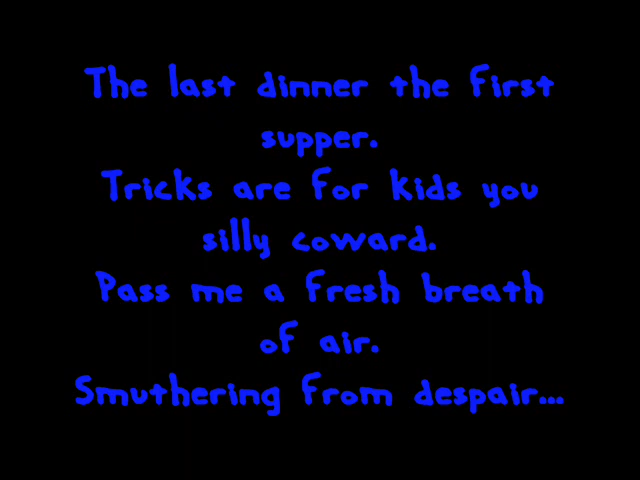 The last dinner the first
supper.
Tricks are for kids you
silly coward.
Pass me a fresh breath
of air.
Smuthering from despair...